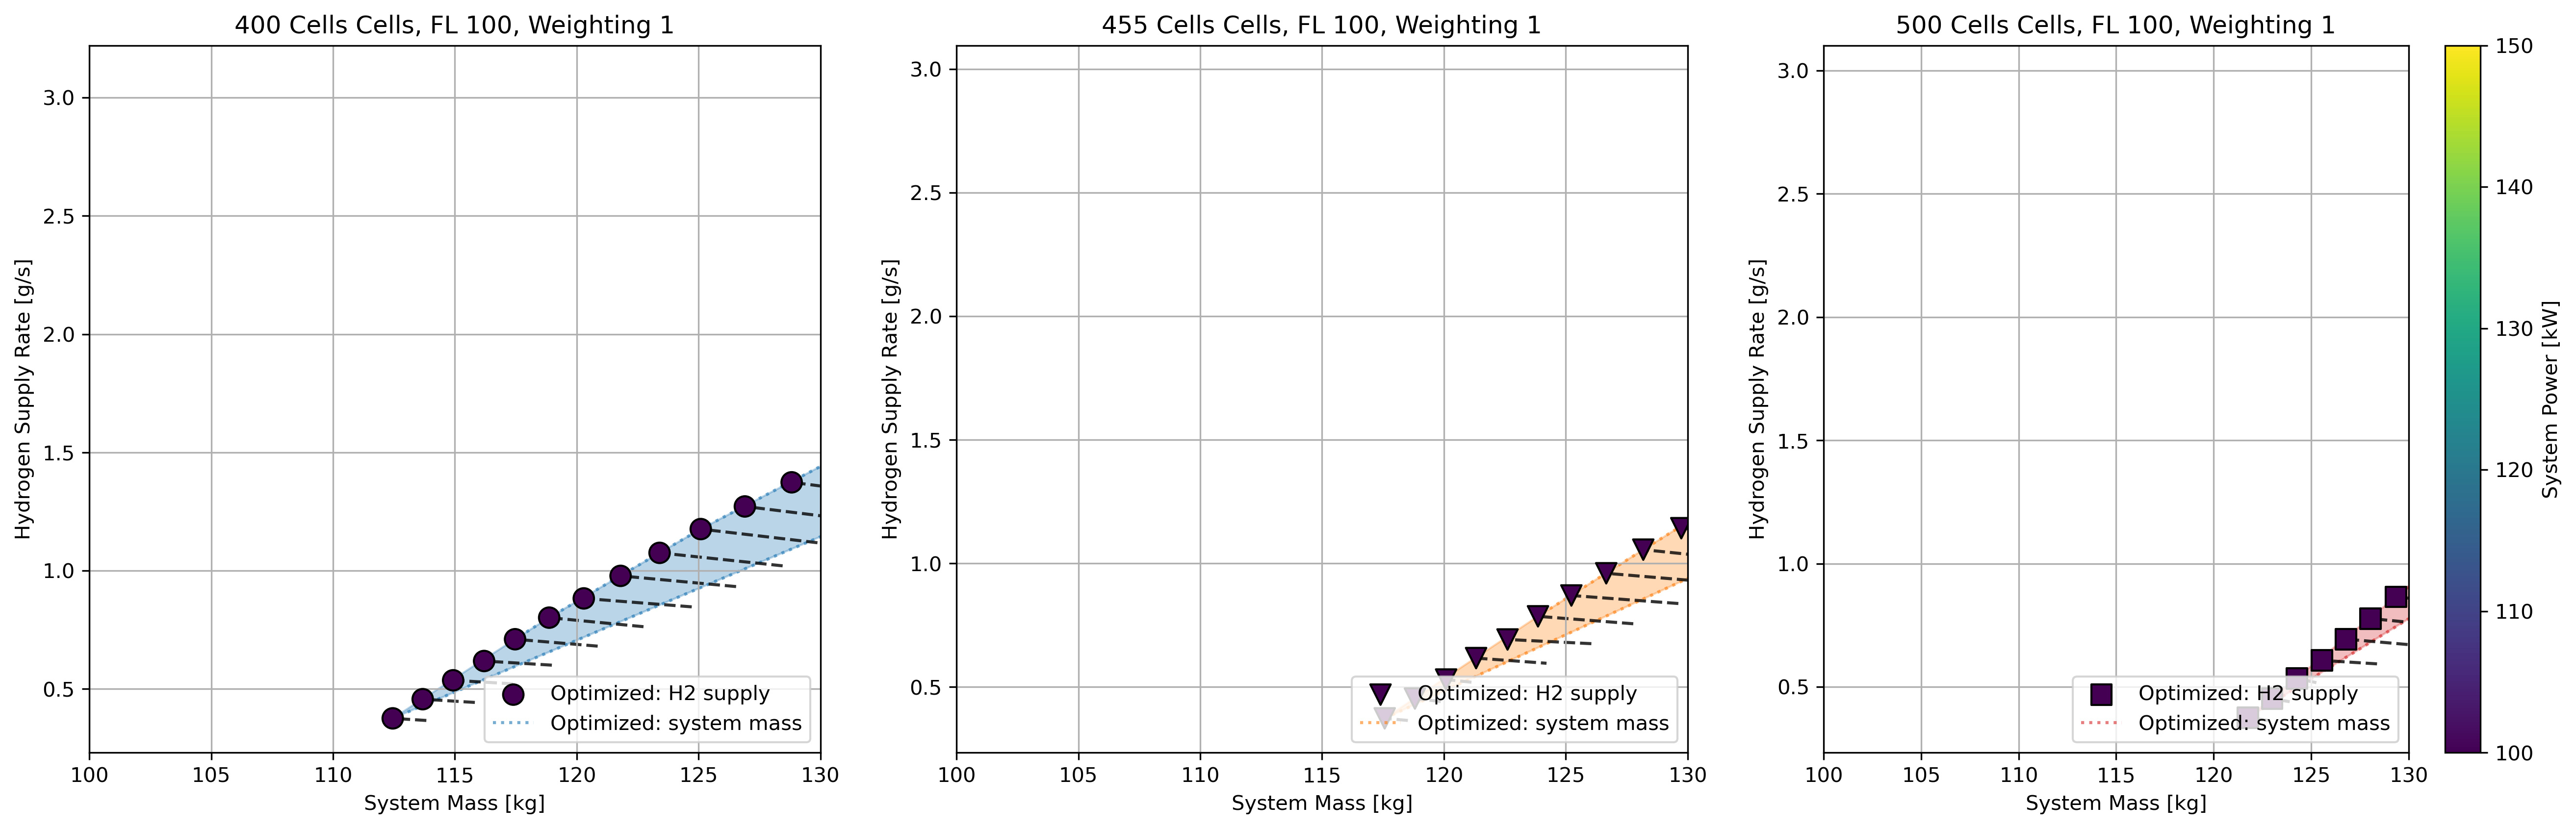 400 Cells Cells, FL 100, Weighting 1
Hydrogen Supply Rate [g/s]
3.0
2.5
2.0
1.5
1.0
0.5
Optimized: H2 supply
Optimized: system mass
100 105 110 115 120 125 130
System Mass [kg]
455 Cells Cells, FL 100, Weighting 1
Hydrogen Supply Rate [g/s]
3.0
2.5
2.0
1.5
1.0
0.5
Optimized: H2 supply
Optimized: system mass
100 105 110 115 120 125 130
System Mass [kg]
500 Cells Cells, FL 100, Weighting 1
Hydrogen Supply Rate [g/s]
3.0
2.5
2.0
1.5
1.0
0.5
Optimized: H2 supply
Optimized: system mass
100 105 110 115 120 125 130
System Mass [kg]
150
140
130
120
110
100
System Power [kW]